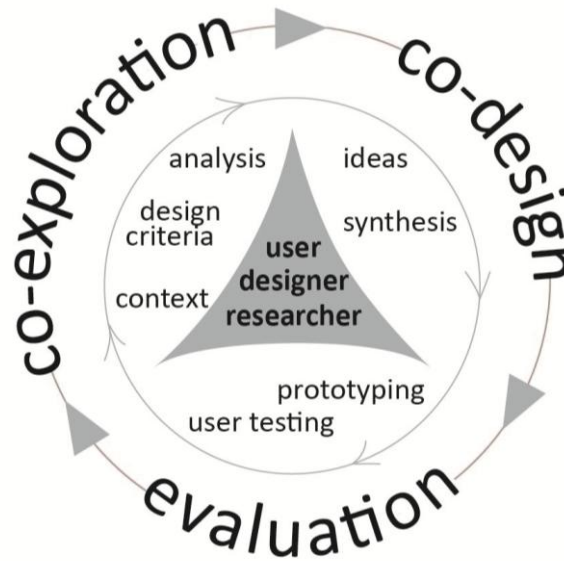 co-exploration
co-design
evaluation
analysis
design
criteria
context
ideas
synthesis
user
designer
researcher
prototyping
user testing